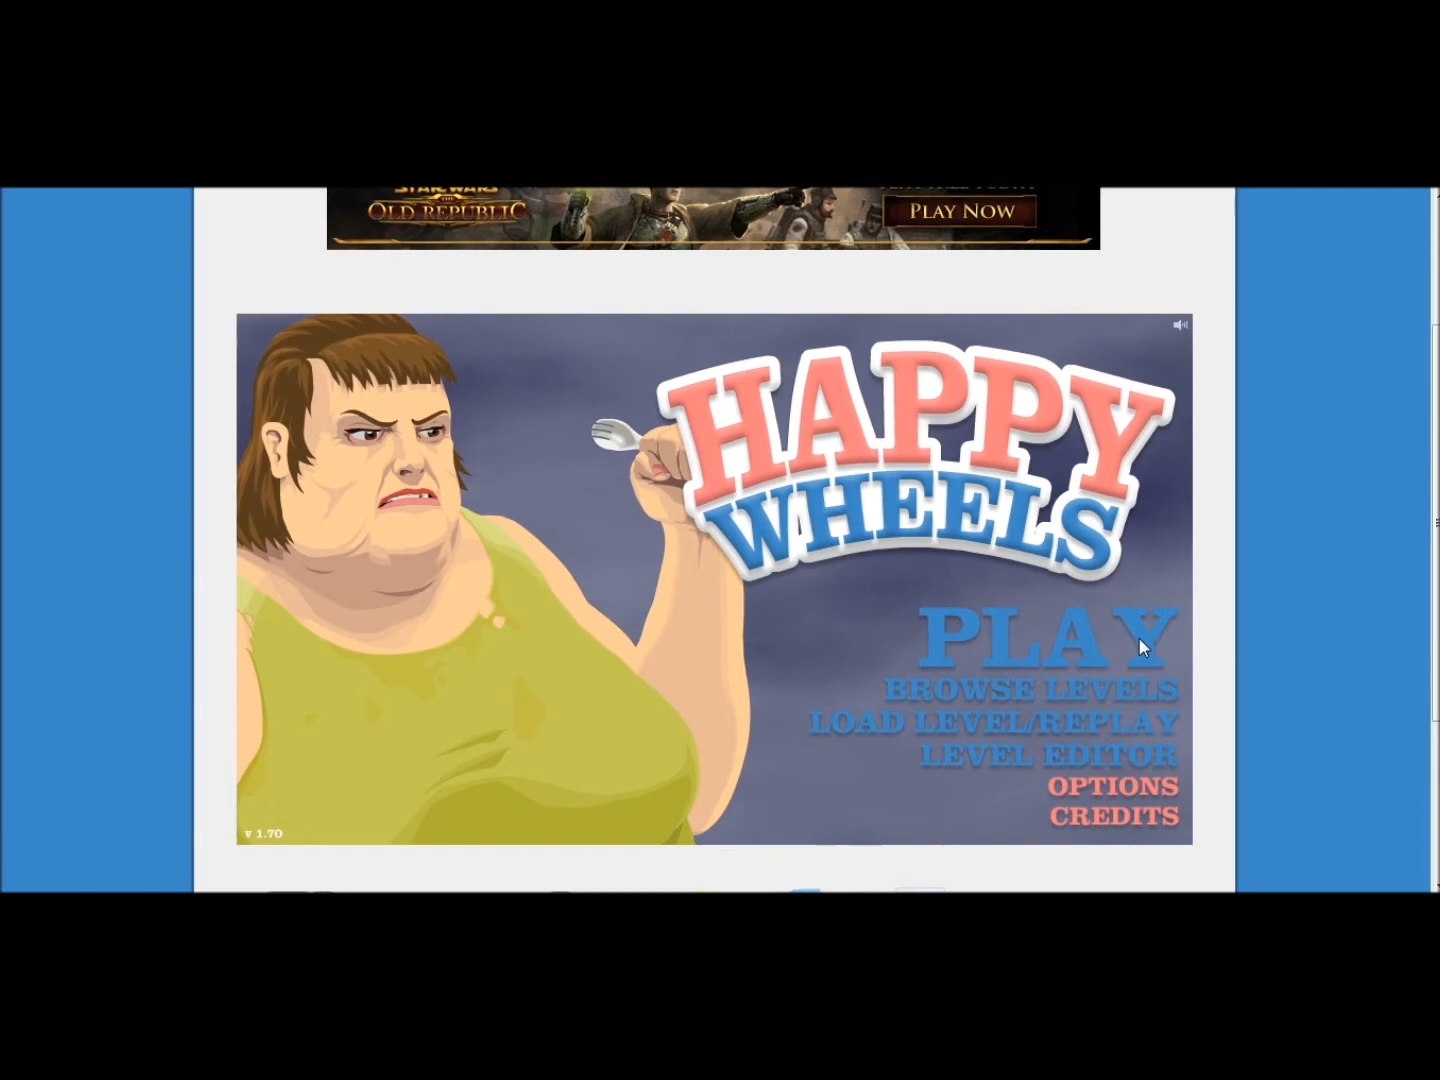 STAR WARS
THE
OLD REPUBLIC
PLAY NOW
HAPPY
WHEELS
PLAY
BROWSE LEVELS
LOAD LEVEL/REPLAY
LEVEL EDITOR
OPTIONS
CREDITS
v 1.70